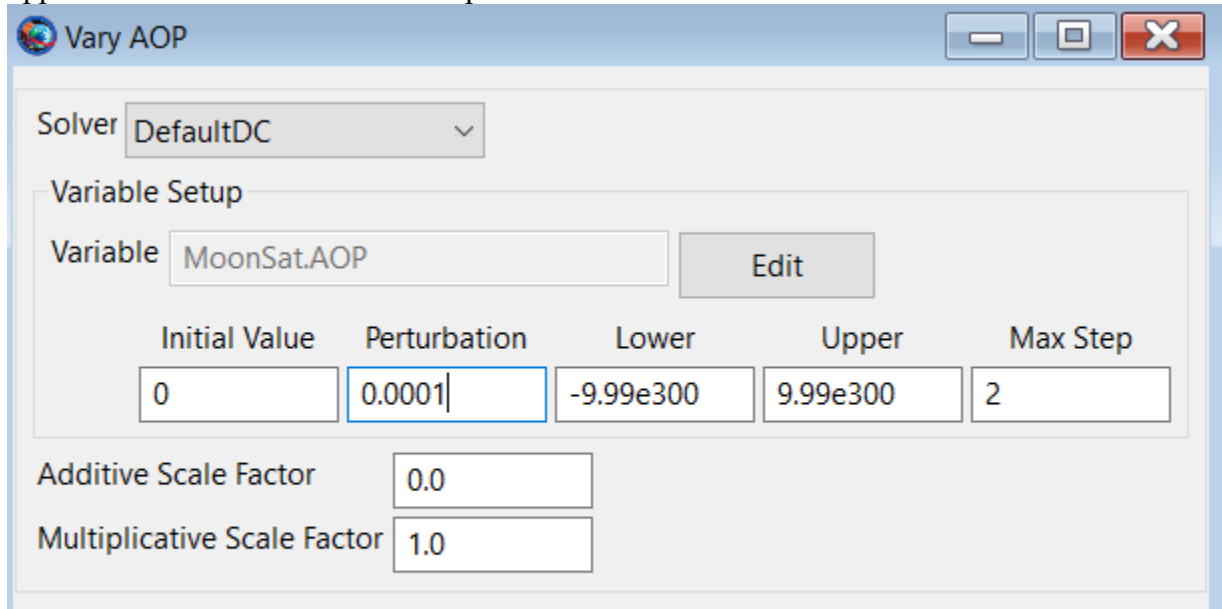 Vary AOP
Solver DefaultDC
Variable Setup
Variable MoonSat.AOP Edit
Initial Value Perturbation Lower Upper Max Step
0 0.0001 -9.99e300 9.99e300 2
Additive Scale Factor 0.0
Multiplicative Scale Factor 1.0